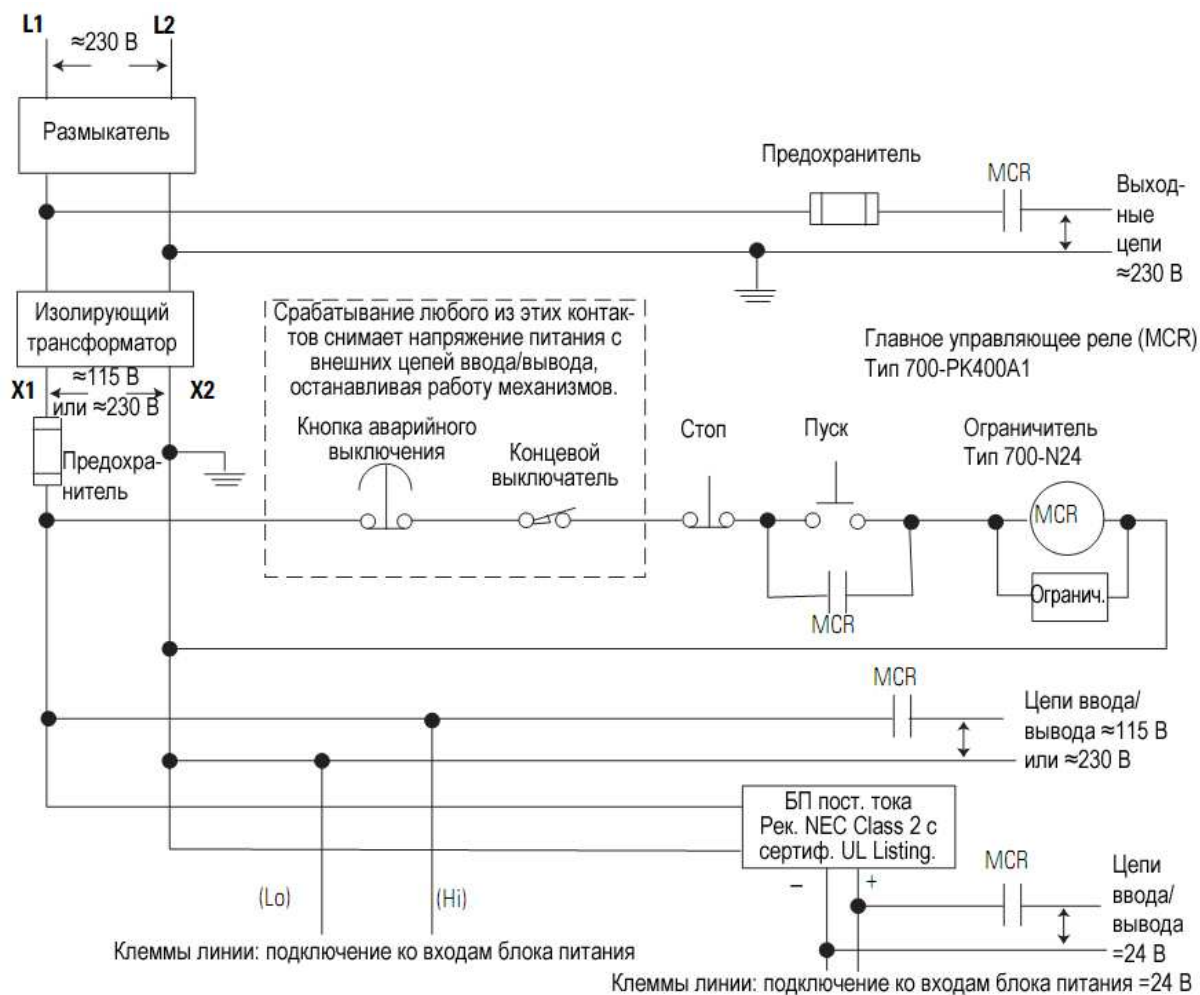 L1
L2
≈230 В
Размыкатель
Предохранитель
MCR
Выход-
ные
цепи
≈230 В
Изолирующий
трансформатор
X1
≈115 В
или ≈230 В
X2
Предохра-
нитель
Срабатывание любого из этих контак-
тов снимает напряжение питания с
внешних цепей ввода/вывода,
останавливая работу механизмов.
Кнопка аварийного
выключения
Концевой
выключатель
Главное управляющее реле (MCR)
Тип 700-PK400A1
Стоп
Пуск
Ограничитель
Тип 700-N24
MCR
Огранич.
MCR
MCR
Цепи ввода/
вывода ≈115 В
или ≈230 В
БП пост. тока
Рек. NEC Class 2 с
сертиф. UL Listing.
–
+
MCR
Цепи
ввода/
вывода
=24 В
(Lo)
(Hi)
Клеммы линии: подключение ко входам блока питания
Клеммы линии: подключение ко входам блока питания =24 В